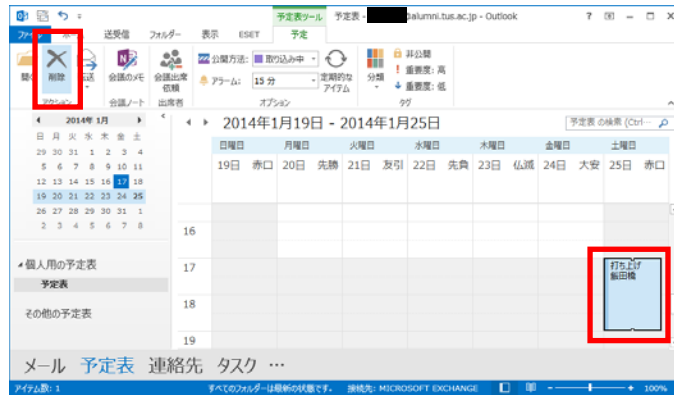 予定表ツール 予定表 - @alumni.tus.ac.jp - Outlook
送受信 フォルダー 表示 ESET 予定
削除 会議のメモ 会議出席依頼
公開方法: 取り込み中
アラーム: 15 分
定期的なアイテム
分類
非公開
重要度: 高
重要度: 低
アクション 会議ノート 出席者 オプション タグ
2014年 1月
日 月 火 水 木 金 土
29 30 31 1 2 3 4
5 6 7 8 9 10 11
12 13 14 15 16 17 18
19 20 21 22 23 24 25
26 27 28 29 30 31 1
2 3 4 5 6 7 8
個人用の予定表
予定表
その他の予定表
2014年1月19日 - 2014年1月25日
予定表 の検索 (Ctrl…
日曜日 月曜日 火曜日 水曜日 木曜日 金曜日 土曜日
19日 赤口 20日 先勝 21日 友引 22日 先負 23日 仏滅 24日 大安 25日 赤口
16
17
打ち上げ
飯田橋
18
19
メール 予定表 連絡先 タスク …
アイテム数: 1 すべてのフォルダーは最新の状態です。 接続先: MICROSOFT EXCHANGE 100%